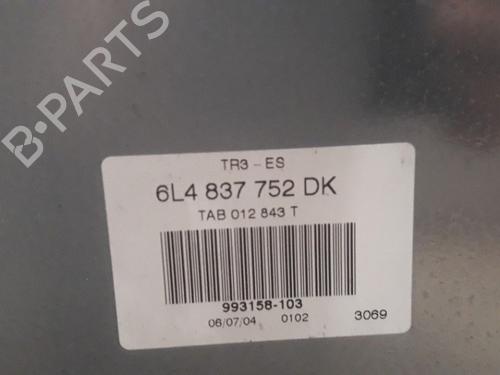 B-PARTS
TR3-ES
6L4 837 752 DK
TAB 012 843 T
993158-103
06/07/04 0102 3069